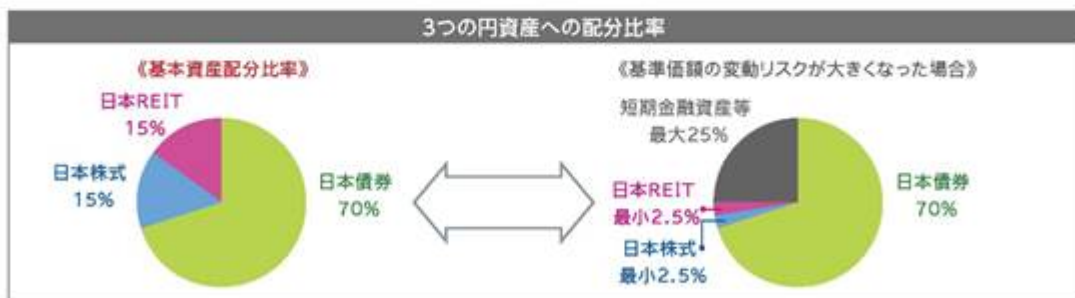 3つの円資産への配分比率
《基本資産配分比率》
日本REIT
15%
日本株式
15%
日本債券
70%
《基準価額の変動リスクが大きくなった場合》
短期金融資産等
最大25%
日本REIT
最小2.5%
日本株式
最小2.5%
日本債券
70%